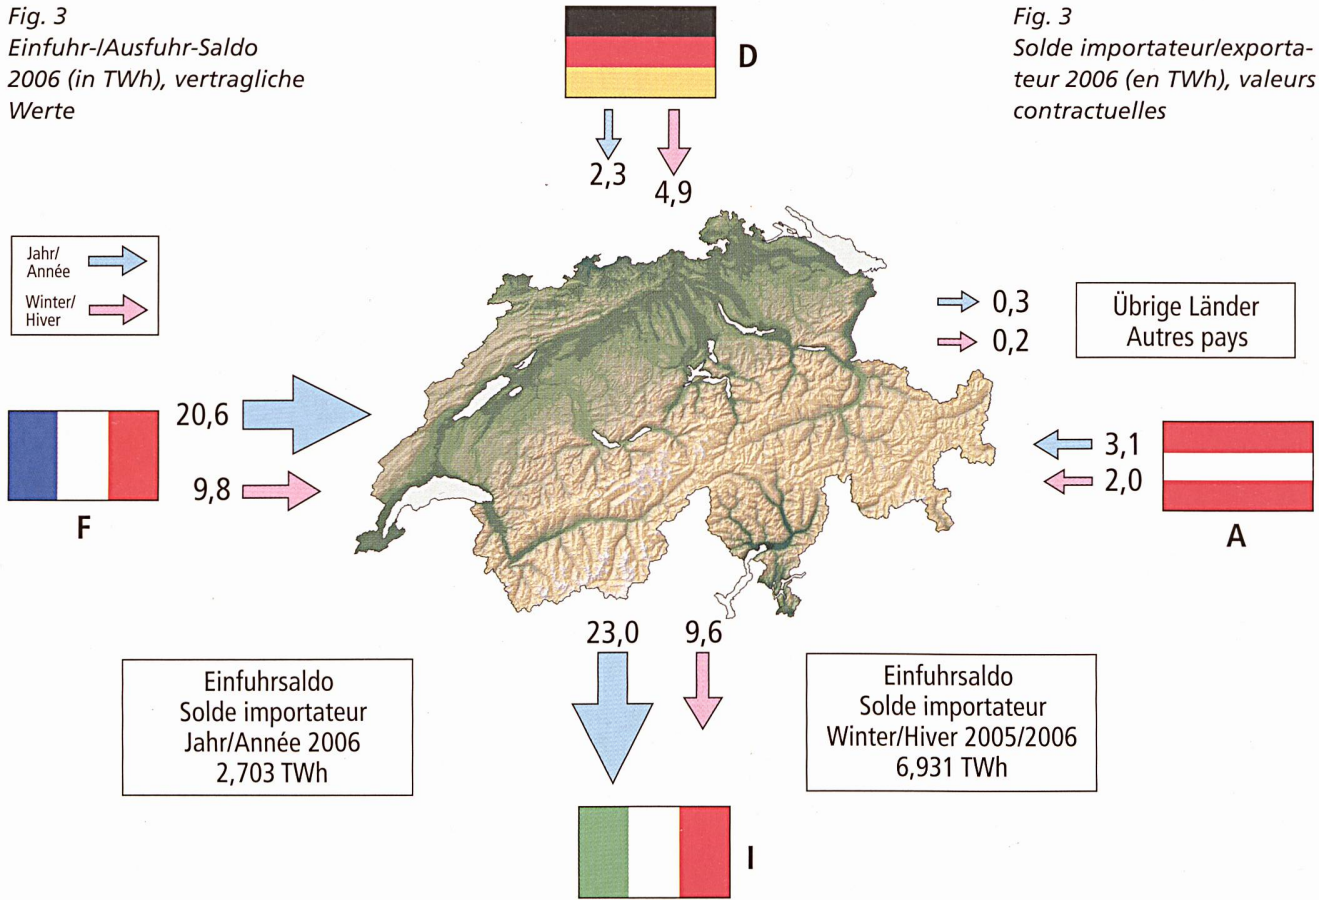 Fig. 3
Einfuhr-/Ausfuhr-Saldo
2006 (in TWh), vertragliche
Werte
Fig. 3
Solde importateur/exporta-
teur 2006 (en TWh), valeurs
contractuelles
D
2,3
4,9
Jahr/
Année
Winter/
Hiver
0,3
0,2
Übrige Länder
Autres pays
20,6
9,8
F
3,1
2,0
A
23,0
9,6
Einfuhrsaldo
Solde importateur
Jahr/Année 2006
2,703 TWh
Einfuhrsaldo
Solde importateur
Winter/Hiver 2005/2006
6,931 TWh
I